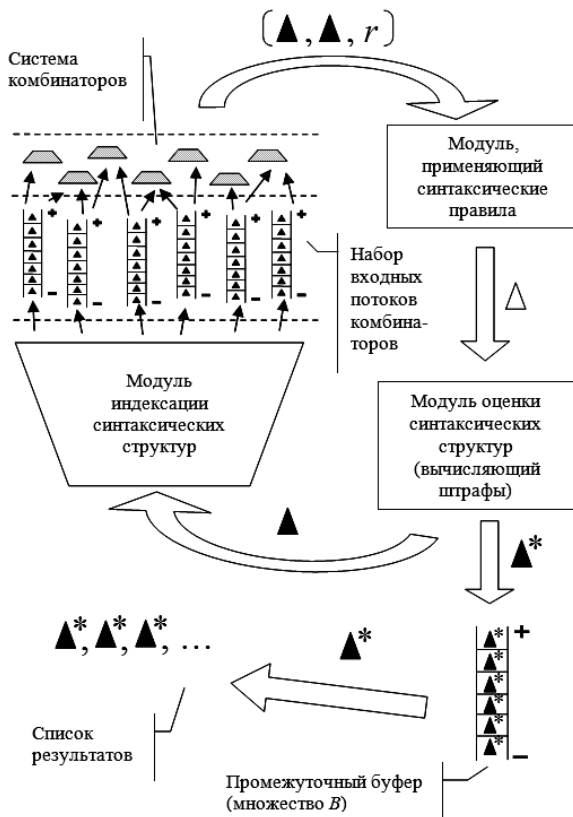 (▲, ▲, r)
Система
комбинаторов
Модуль,
применяющий
синтаксические
правила
+ + + + + +
− − − − − −
Набор
входных
потоков
комбина-
торов
△
Модуль
индексации
синтаксических
структур
Модуль оценки
синтаксических
структур
(вычисляющий
штрафы)
▲
▲*
▲*, ▲*, ▲*, ...
▲*
▲* +
▲*
▲*
▲*
▲*
▲* −
Список
результатов
Промежуточный буфер
(множество B)